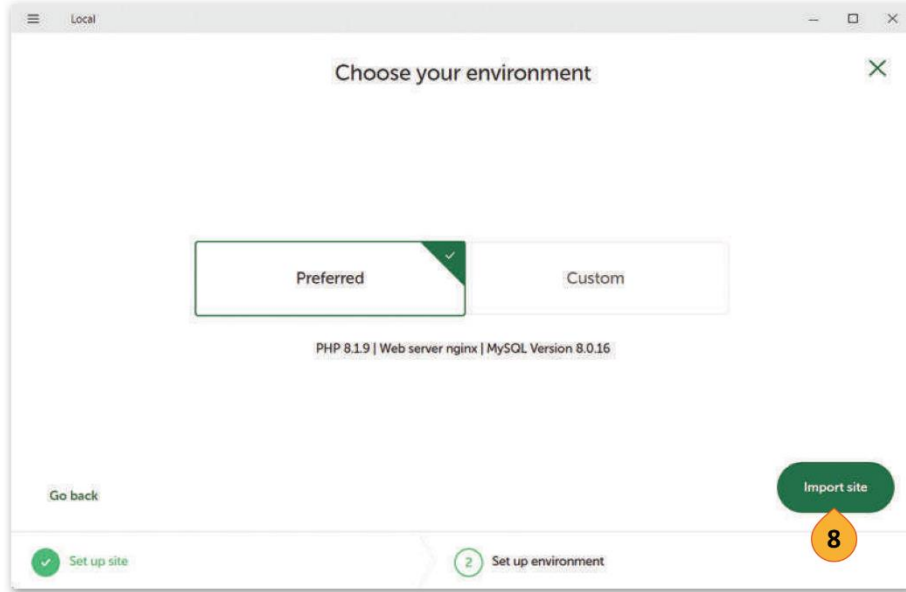 Local
Choose your environment
Preferred
Custom
PHP 8.1.9 | Web server nginx | MySQL Version 8.0.16
Go back
Import site
8
Set up site
2 Set up environment